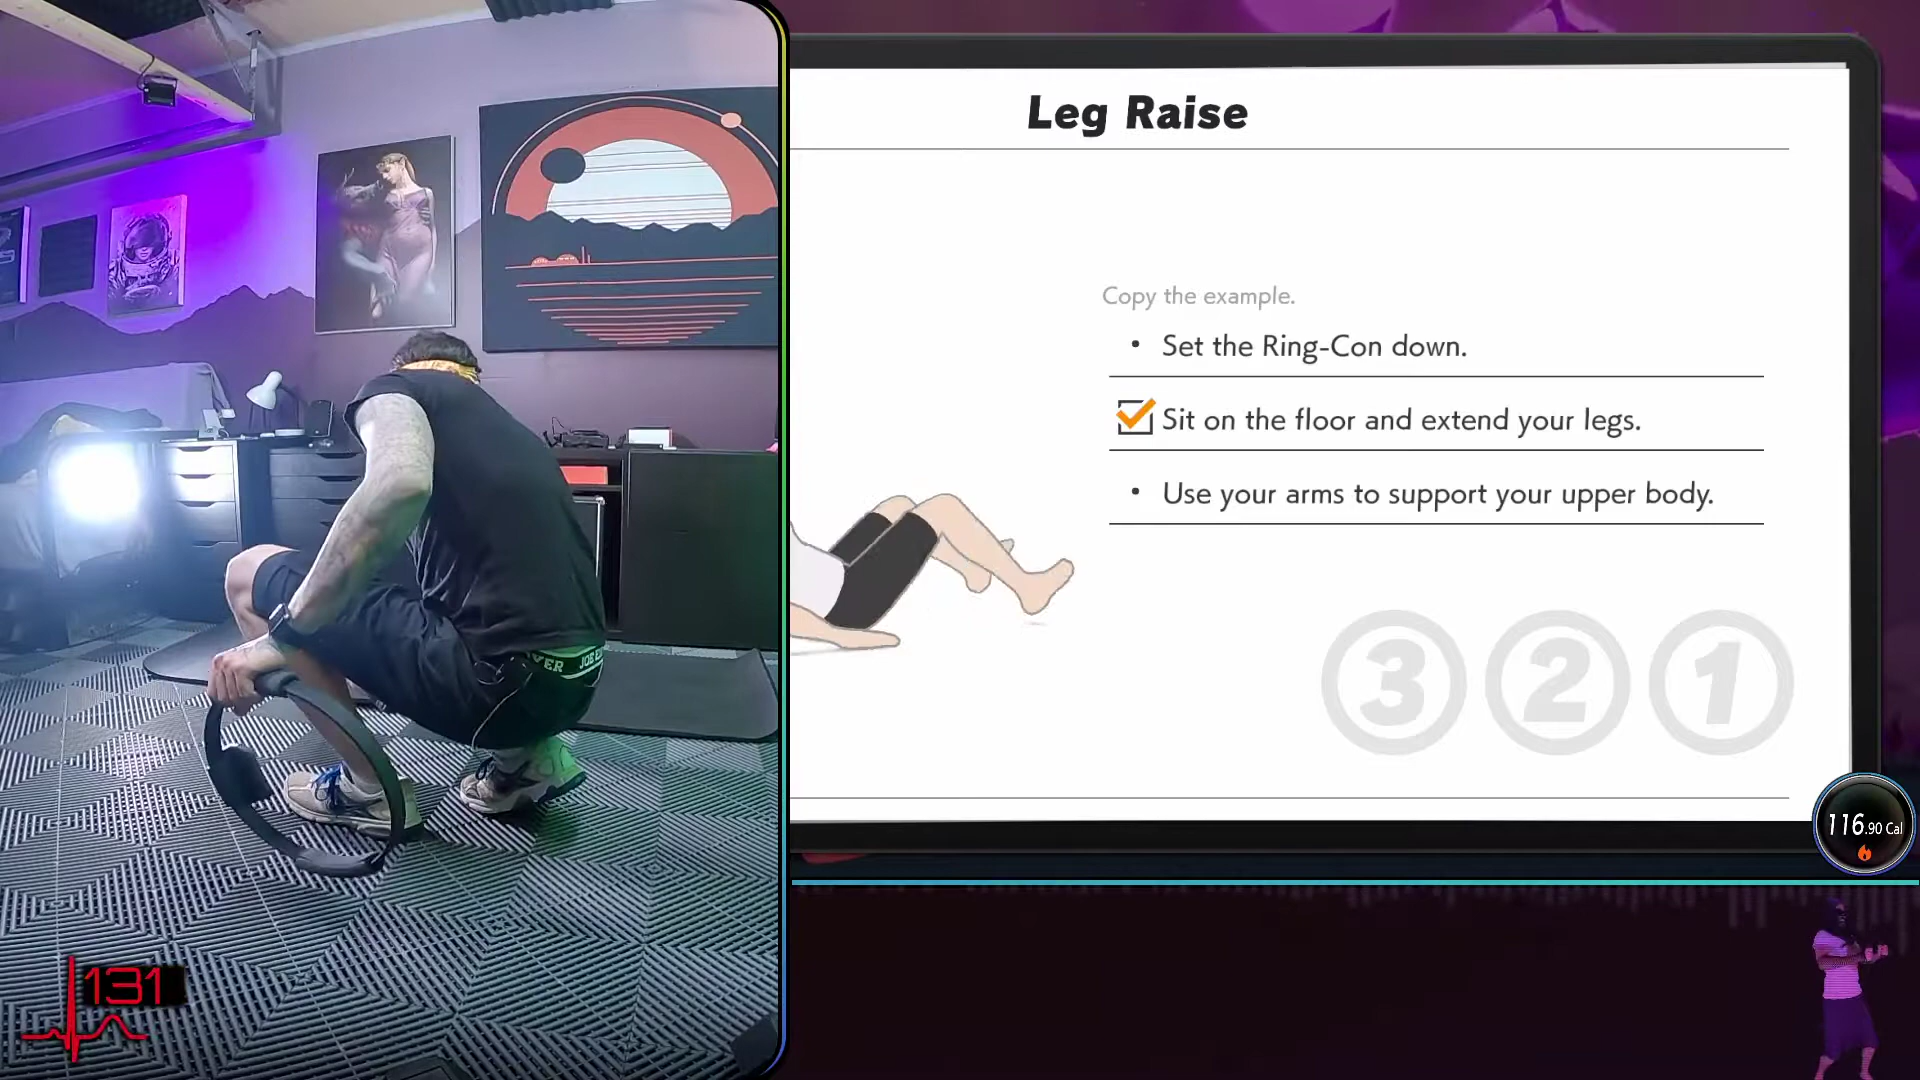 Leg Raise
Copy the example.
• Set the Ring-Con down.
Sit on the floor and extend your legs.
• Use your arms to support your upper body.
3 2 1
116.90 Cal
131